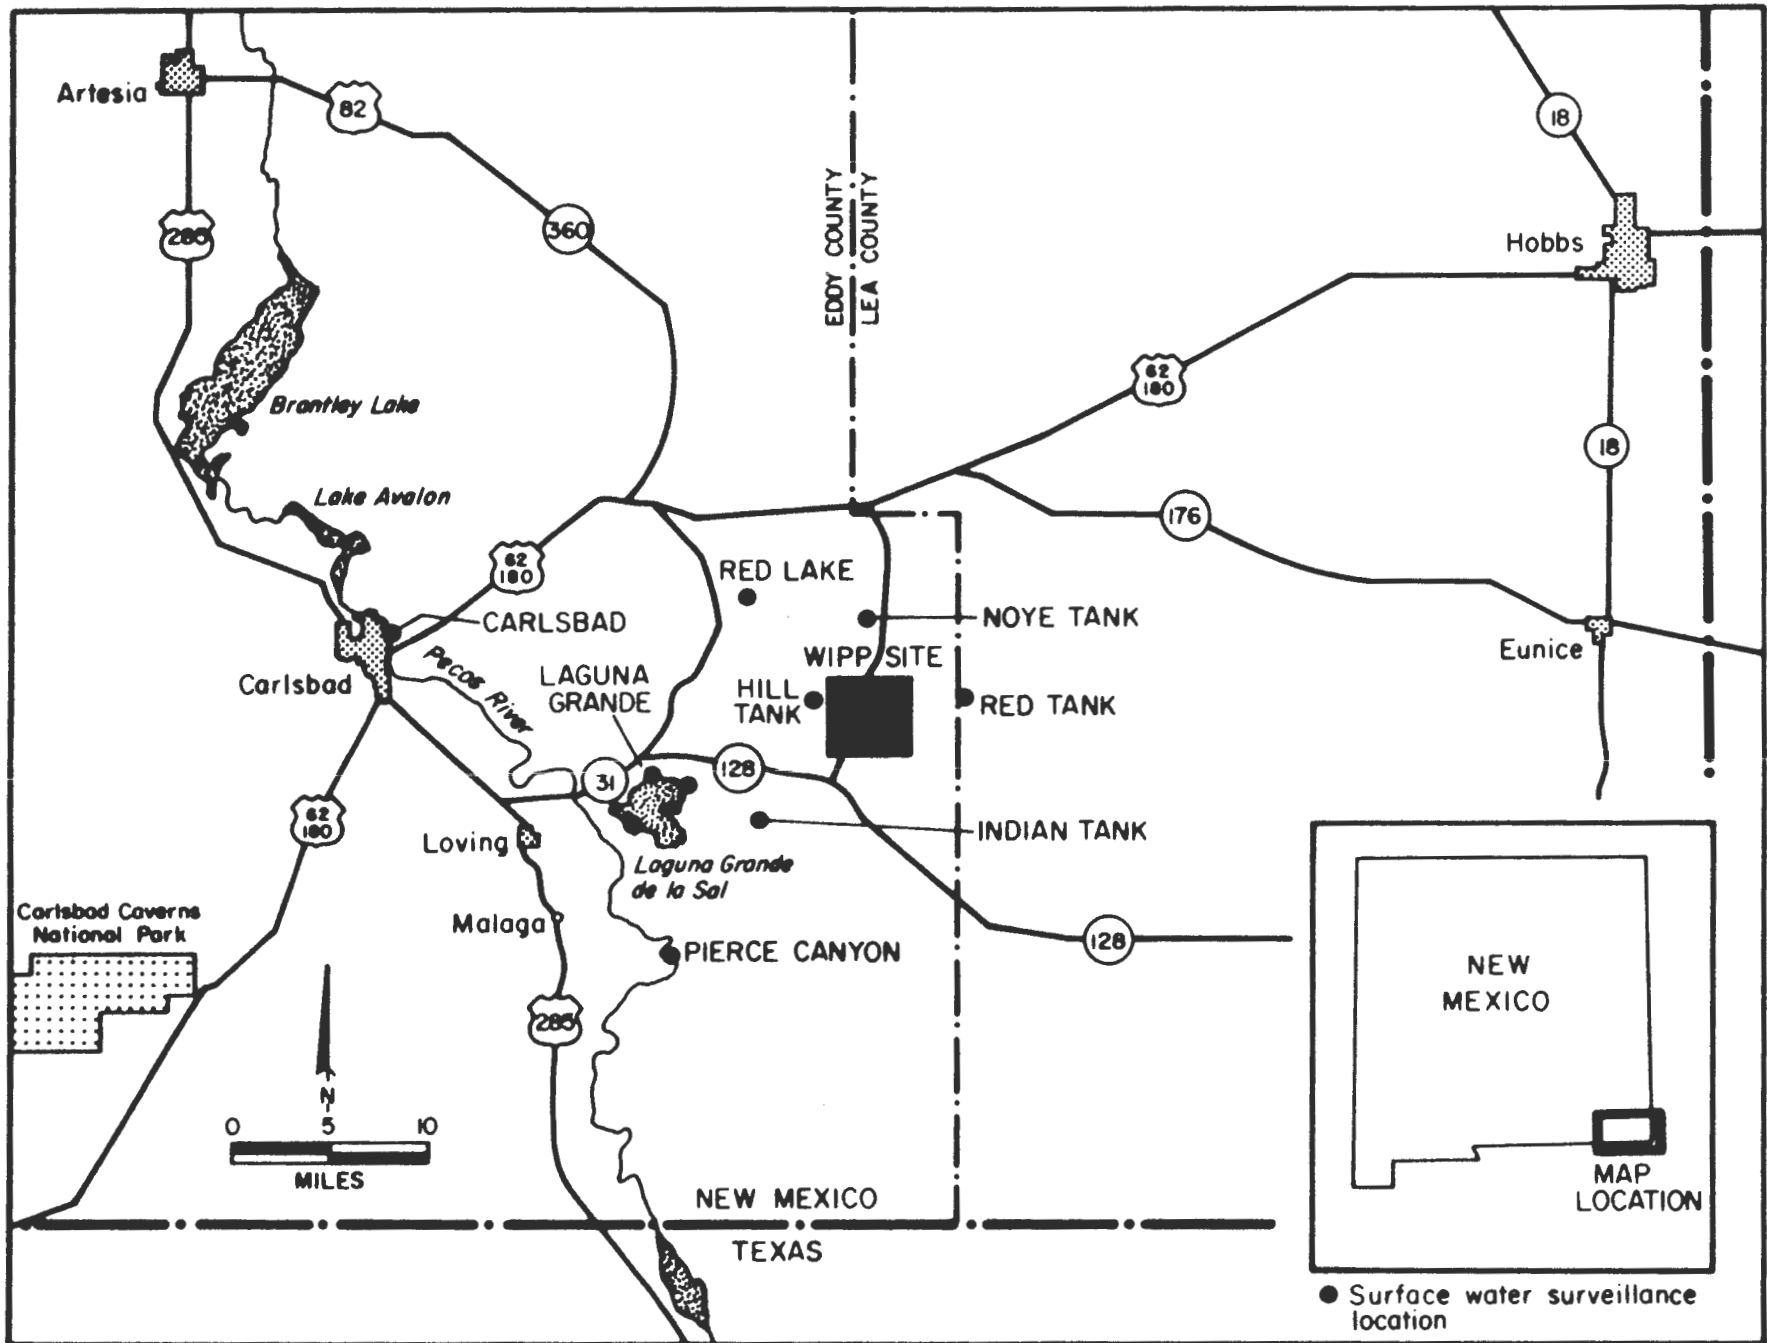 Artesia
82
18
285
360
EDDY COUNTY
LEA COUNTY
Hobbs
62
180
Brantley Lake
18
Lake Avalon
176
62
180
RED LAKE
CARLSBAD
NOYE TANK
Pecos River
WIPP SITE
Eunice
Carlsbad
LAGUNA
GRANDE
HILL
TANK
RED TANK
31
128
62
180
Loving
INDIAN TANK
Laguna Grande
de la Sal
Carlsbad Caverns
National Park
Malaga
128
PIERCE CANYON
NEW
MEXICO
285
N
0 5 10
MILES
MAP
LOCATION
NEW MEXICO
TEXAS
Surface water surveillance
location